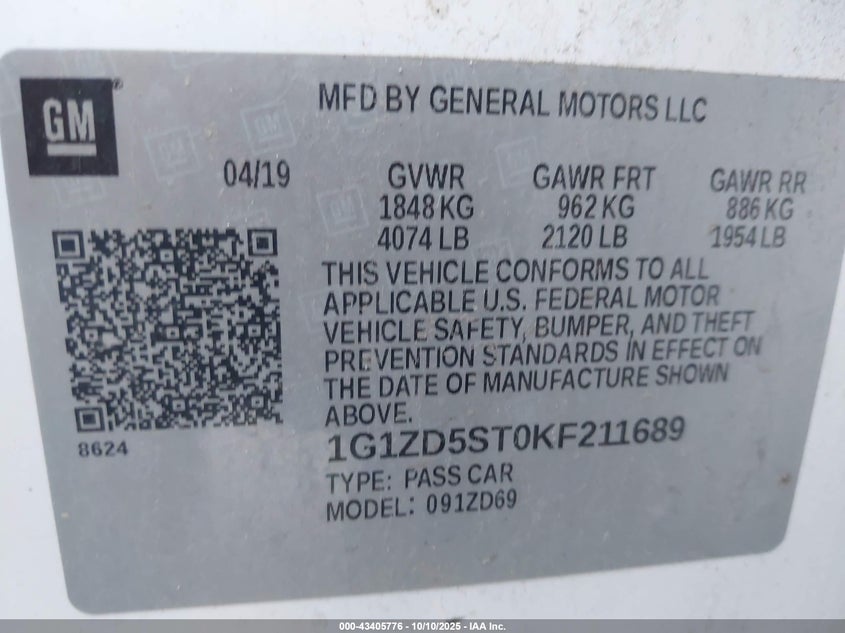 GM
MFD BY GENERAL MOTORS LLC
04/19
GVWR GAWR FRT GAWR RR
1848 KG 962 KG 886 KG
4074 LB 2120 LB 1954 LB
THIS VEHICLE CONFORMS TO ALL
APPLICABLE U.S. FEDERAL MOTOR
VEHICLE SAFETY, BUMPER, AND THEFT
PREVENTION STANDARDS IN EFFECT ON
THE DATE OF MANUFACTURE SHOWN
ABOVE.
8624
1G1ZD5ST0KF211689
TYPE: PASS CAR
MODEL: 091ZD69
000-43405776 - 10/10/2025 - IAA Inc.